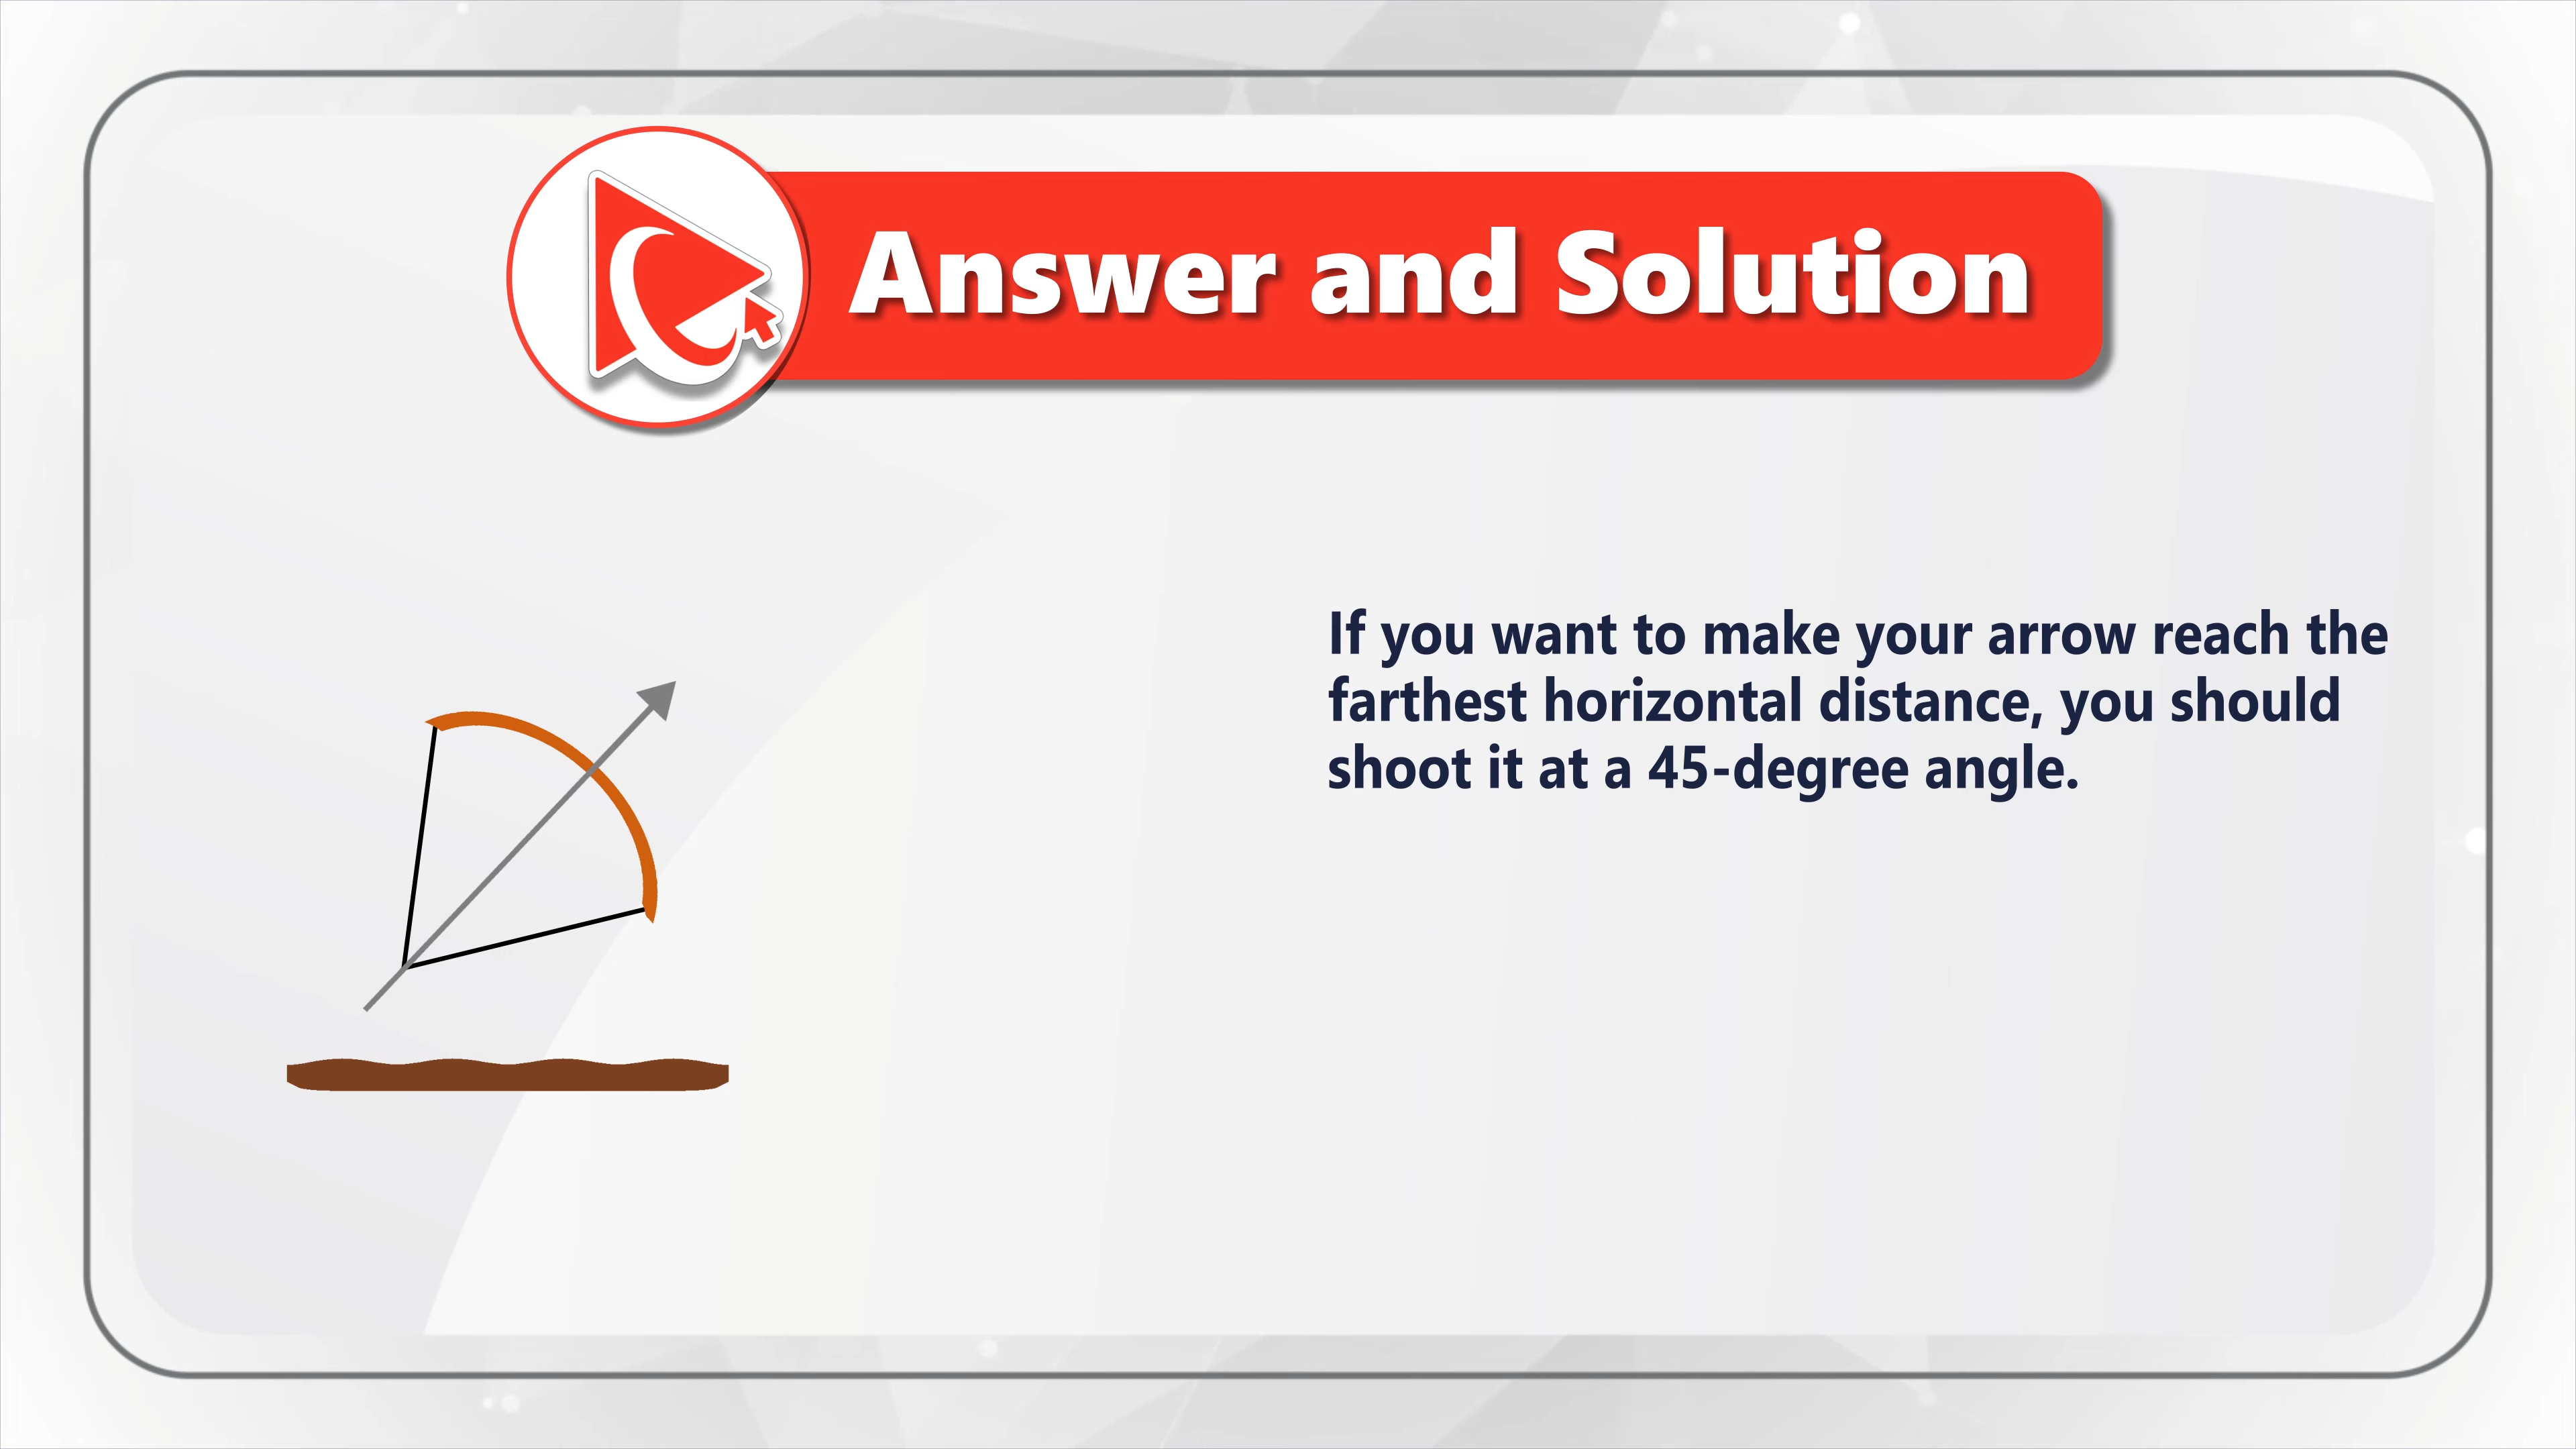 Answer and Solution
If you want to make your arrow reach the
farthest horizontal distance, you should
shoot it at a 45-degree angle.